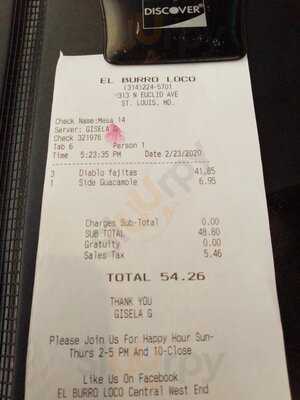 DISCOVER
EL BURRO LOCO
(314)224-5701
313 N EUCLID AVE
ST. LOUIS, MO.
Check Name:Mesa 14
Server: GISELA G
Check 321976
Tab 6 Person 1
Time 5:23:35 PM Date 2/23/2020
3 Diablo fajitas 41.85
1 Side Guacamole 6.95
Charges Sub-Total 0.00
SUB TOTAL 48.80
Gratuity 0.00
Sales Tax 5.46
TOTAL 54.26
THANK YOU
GISELA G
Please Join Us For Happy Hour Sun-
Thurs 2-5 PM And 10-Close
Like Us On Facebook
EL BURRO LOCO Central West End